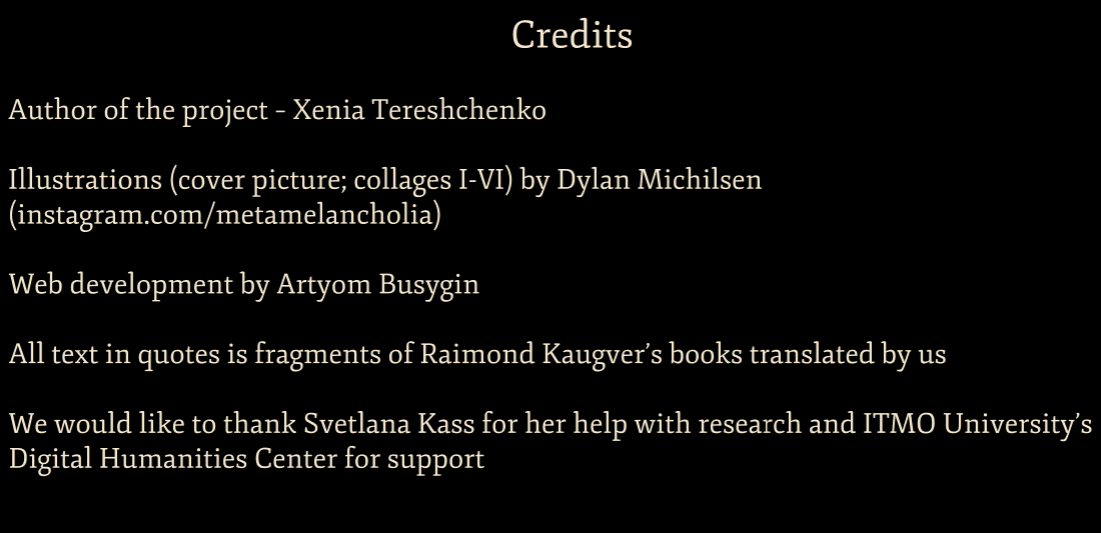 Credits
Author of the project – Xenia Tereshchenko
Illustrations (cover picture; collages I-VI) by Dylan Michilsen
(instagram.com/metamelancholia)
Web development by Artyom Busygin
All text in quotes is fragments of Raimond Kaugver’s books translated by us
We would like to thank Svetlana Kass for her help with research and ITMO University’s
Digital Humanities Center for support